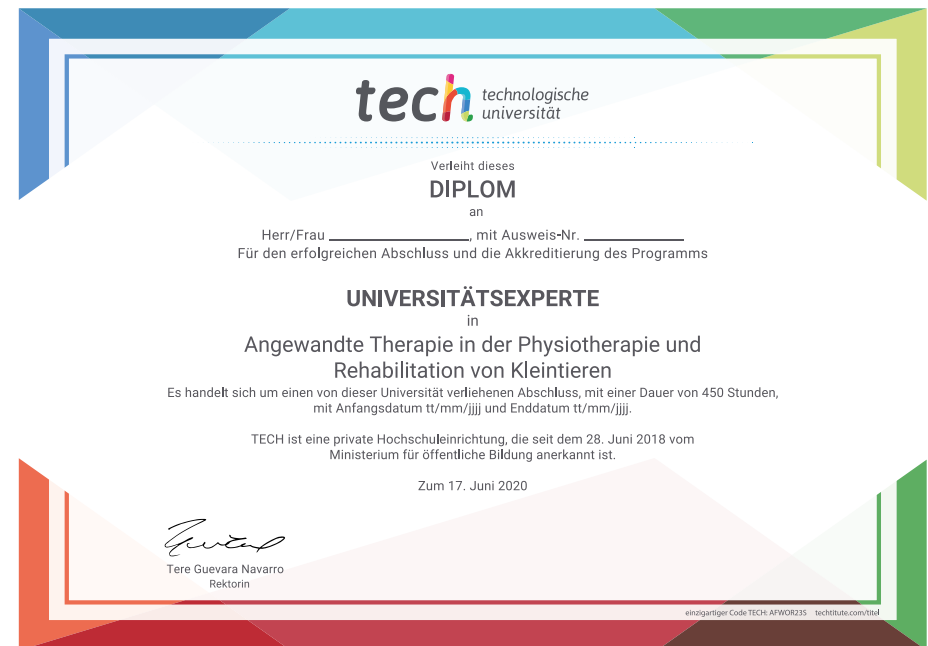 tech technologische
universität
Verleiht dieses
DIPLOM
an
Herr/Frau ____________, mit Ausweis-Nr. ____________
Für den erfolgreichen Abschluss und die Akkreditierung des Programms
UNIVERSITÄTSEXPERTE
in
Angewandte Therapie in der Physiotherapie und
Rehabilitation von Kleintieren
Es handelt sich um einen von dieser Universität verliehenen Abschluss, mit einer Dauer von 450 Stunden,
mit Anfangsdatum tt/mm/jjjj und Enddatum tt/mm/jjjj.
TECH ist eine private Hochschuleinrichtung, die seit dem 28. Juni 2018 vom
Ministerium für öffentliche Bildung anerkannt ist.
Zum 17. Juni 2020
Tere Guevara Navarro
Rektorin
einzigartiger Code TECH: AFWOR23S techtitute.com/titel